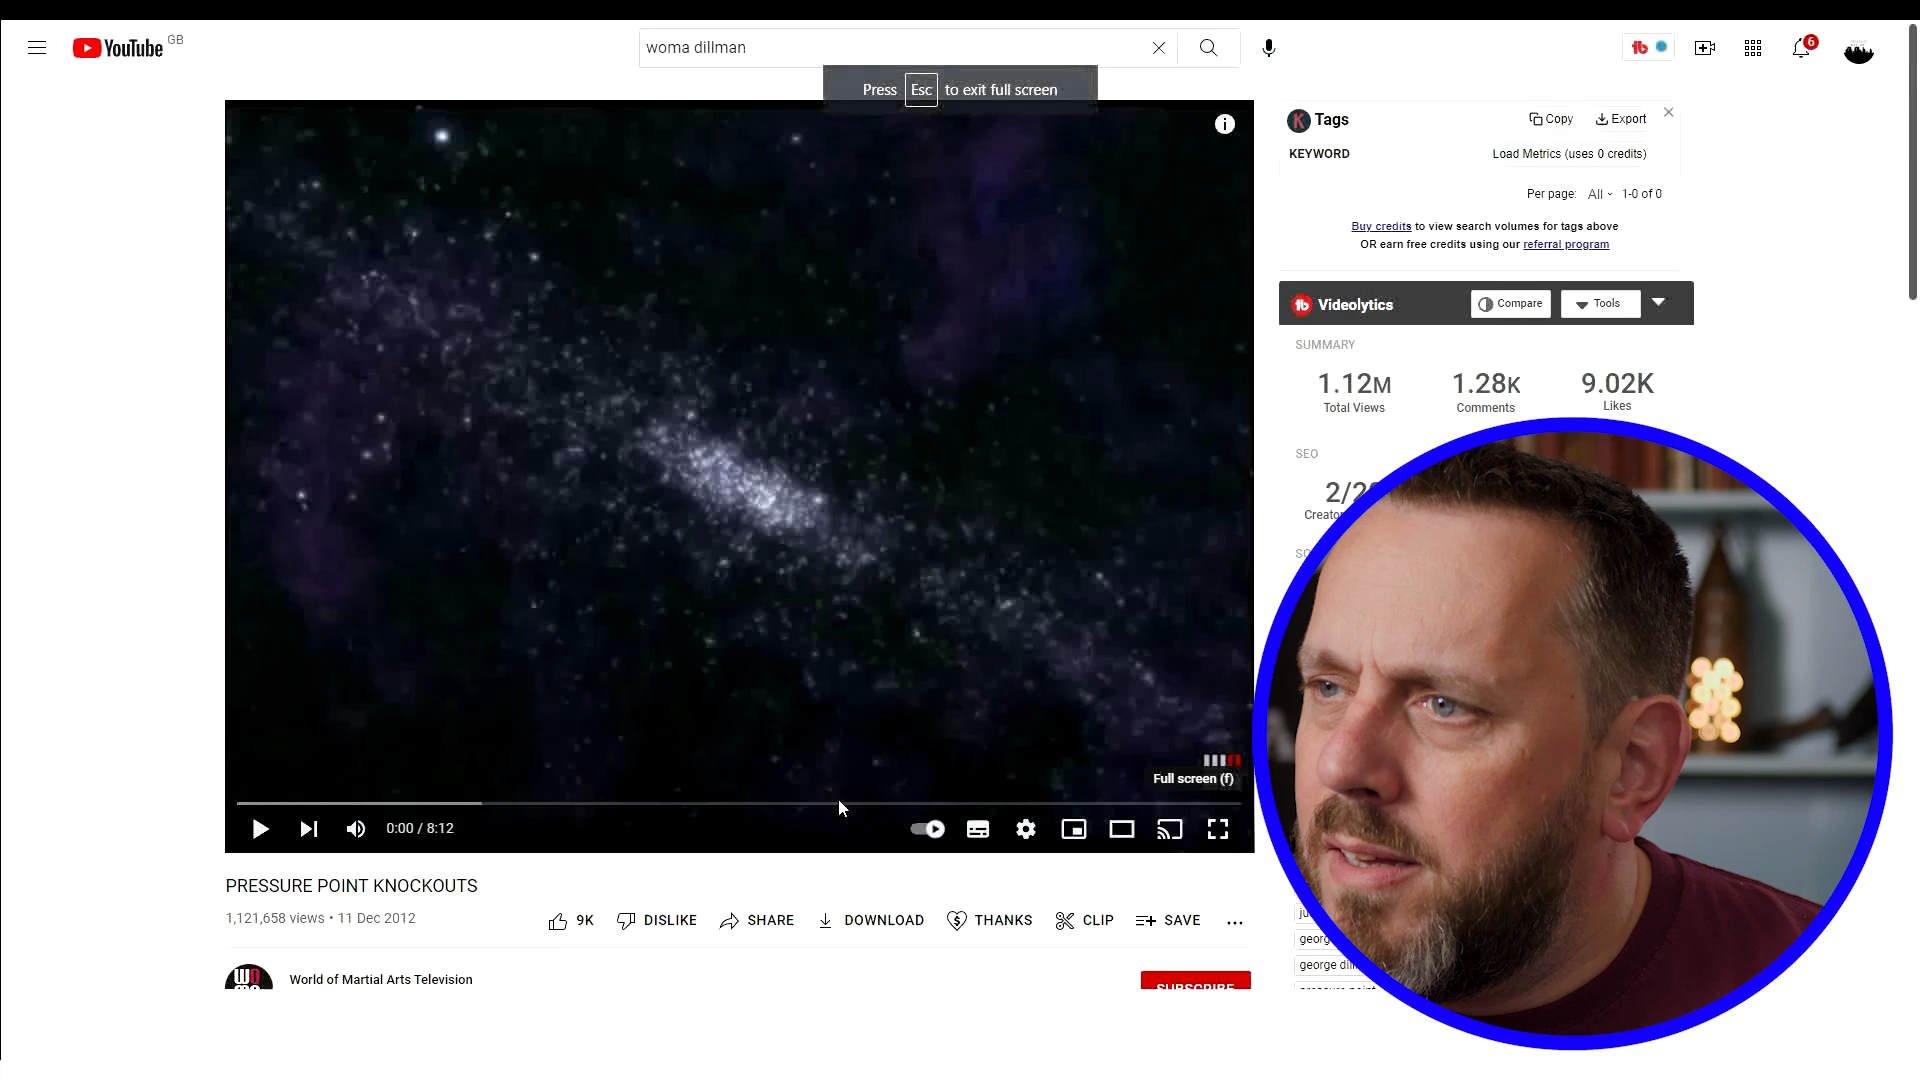 YouTube GB
woma dillman
6
Press Esc to exit full screen
Tags
Copy
Export
KEYWORD
Load Metrics (uses 0 credits)
Per page: All
1-0 of 0
Buy credits to view search volumes for tags above
OR earn free credits using our referral program
Videolytics
Compare
Tools
SUMMARY
1.12M
1.28K
9.02K
Total Views
Comments
Likes
SEO
Full screen (f)
0:00 / 8:12
PRESSURE POINT KNOCKOUTS
1,121,658 views • 11 Dec 2012
9K
DISLIKE
SHARE
DOWNLOAD
THANKS
CLIP
SAVE
World of Martial Arts Television
SUBSCRIBE
george
pressure point